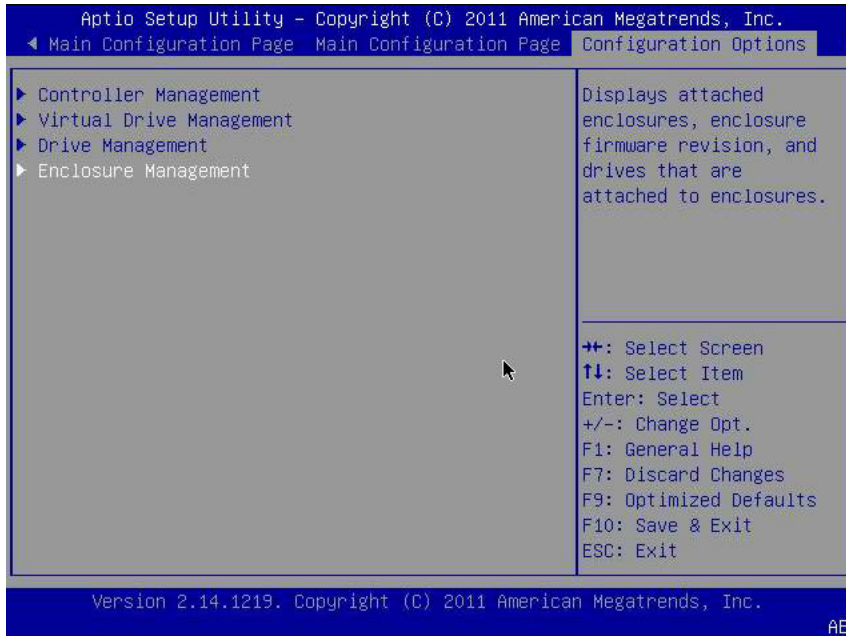 Aptio Setup Utility – Copyright (C) 2011 American Megatrends, Inc.
◄ Main Configuration Page Main Configuration Page Configuration Options
► Controller Management
► Virtual Drive Management
► Drive Management
► Enclosure Management
Displays attached
enclosures, enclosure
firmware revision, and
drives that are
attached to enclosures.
→←: Select Screen
↑↓: Select Item
Enter: Select
+/-: Change Opt.
F1: General Help
F7: Discard Changes
F9: Optimized Defaults
F10: Save & Exit
ESC: Exit
Version 2.14.1219. Copyright (C) 2011 American Megatrends, Inc.
AB